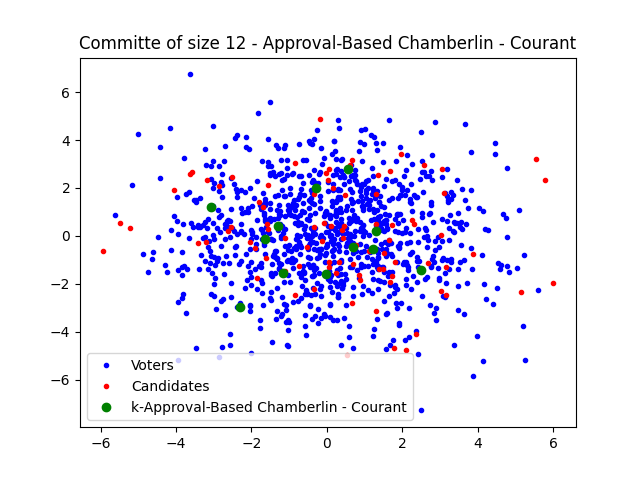 Committe of size 12 - Approval-Based Chamberlin - Courant
6
4
2
0
−2
−4
−6
Voters
Candidates
k-Approval-Based Chamberlin - Courant
−6 −4 −2 0 2 4 6